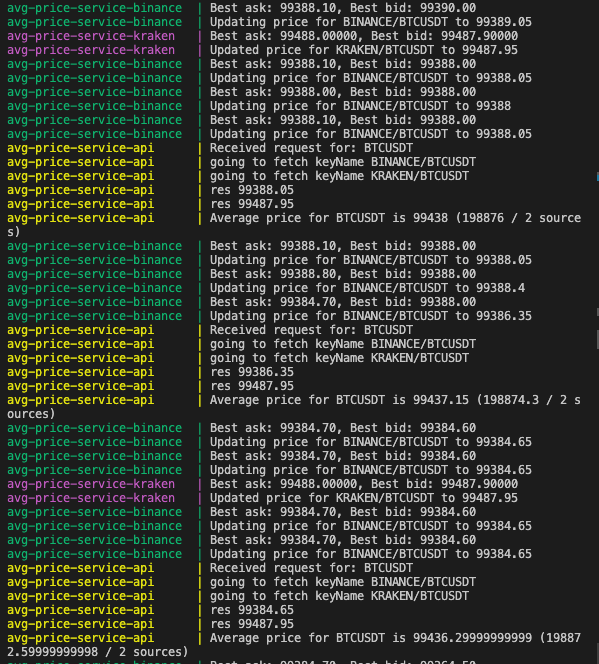 avg-price-service-binance | Best ask: 99388.10, Best bid: 99390.00
avg-price-service-binance | Updating price for BINANCE/BTCUSDT to 99389.05
avg-price-service-kraken | Best ask: 99488.00000, Best bid: 99487.90000
avg-price-service-kraken | Updated price for KRAKEN/BTCUSDT to 99487.95
avg-price-service-binance | Best ask: 99388.10, Best bid: 99388.00
avg-price-service-binance | Updating price for BINANCE/BTCUSDT to 99388.05
avg-price-service-binance | Best ask: 99388.00, Best bid: 99388.00
avg-price-service-binance | Updating price for BINANCE/BTCUSDT to 99388
avg-price-service-binance | Best ask: 99388.10, Best bid: 99388.00
avg-price-service-binance | Updating price for BINANCE/BTCUSDT to 99388.05
avg-price-service-api | Received request for: BTCUSDT
avg-price-service-api | going to fetch keyName BINANCE/BTCUSDT
avg-price-service-api | going to fetch keyName KRAKEN/BTCUSDT
avg-price-service-api | res 99388.05
avg-price-service-api | res 99487.95
avg-price-service-api | Average price for BTCUSDT is 99438 (198876 / 2 source
s)
avg-price-service-binance | Best ask: 99388.10, Best bid: 99388.00
avg-price-service-binance | Updating price for BINANCE/BTCUSDT to 99388.05
avg-price-service-binance | Best ask: 99388.80, Best bid: 99388.00
avg-price-service-binance | Updating price for BINANCE/BTCUSDT to 99388.4
avg-price-service-binance | Best ask: 99384.70, Best bid: 99388.00
avg-price-service-binance | Updating price for BINANCE/BTCUSDT to 99386.35
avg-price-service-api | Received request for: BTCUSDT
avg-price-service-api | going to fetch keyName BINANCE/BTCUSDT
avg-price-service-api | going to fetch keyName KRAKEN/BTCUSDT
avg-price-service-api | res 99386.35
avg-price-service-api | res 99487.95
avg-price-service-api | Average price for BTCUSDT is 99437.15 (198874.3 / 2 s
ources)
avg-price-service-binance | Best ask: 99384.70, Best bid: 99384.60
avg-price-service-binance | Updating price for BINANCE/BTCUSDT to 99384.65
avg-price-service-binance | Best ask: 99384.70, Best bid: 99384.60
avg-price-service-binance | Updating price for BINANCE/BTCUSDT to 99384.65
avg-price-service-kraken | Best ask: 99488.00000, Best bid: 99487.90000
avg-price-service-kraken | Updated price for KRAKEN/BTCUSDT to 99487.95
avg-price-service-binance | Best ask: 99384.70, Best bid: 99384.60
avg-price-service-binance | Updating price for BINANCE/BTCUSDT to 99384.65
avg-price-service-binance | Best ask: 99384.70, Best bid: 99384.60
avg-price-service-binance | Updating price for BINANCE/BTCUSDT to 99384.65
avg-price-service-api | Received request for: BTCUSDT
avg-price-service-api | going to fetch keyName BINANCE/BTCUSDT
avg-price-service-api | going to fetch keyName KRAKEN/BTCUSDT
avg-price-service-api | res 99384.65
avg-price-service-api | res 99487.95
avg-price-service-api | Average price for BTCUSDT is 99436.29999999999 (19887
2.59999999998 / 2 sources)